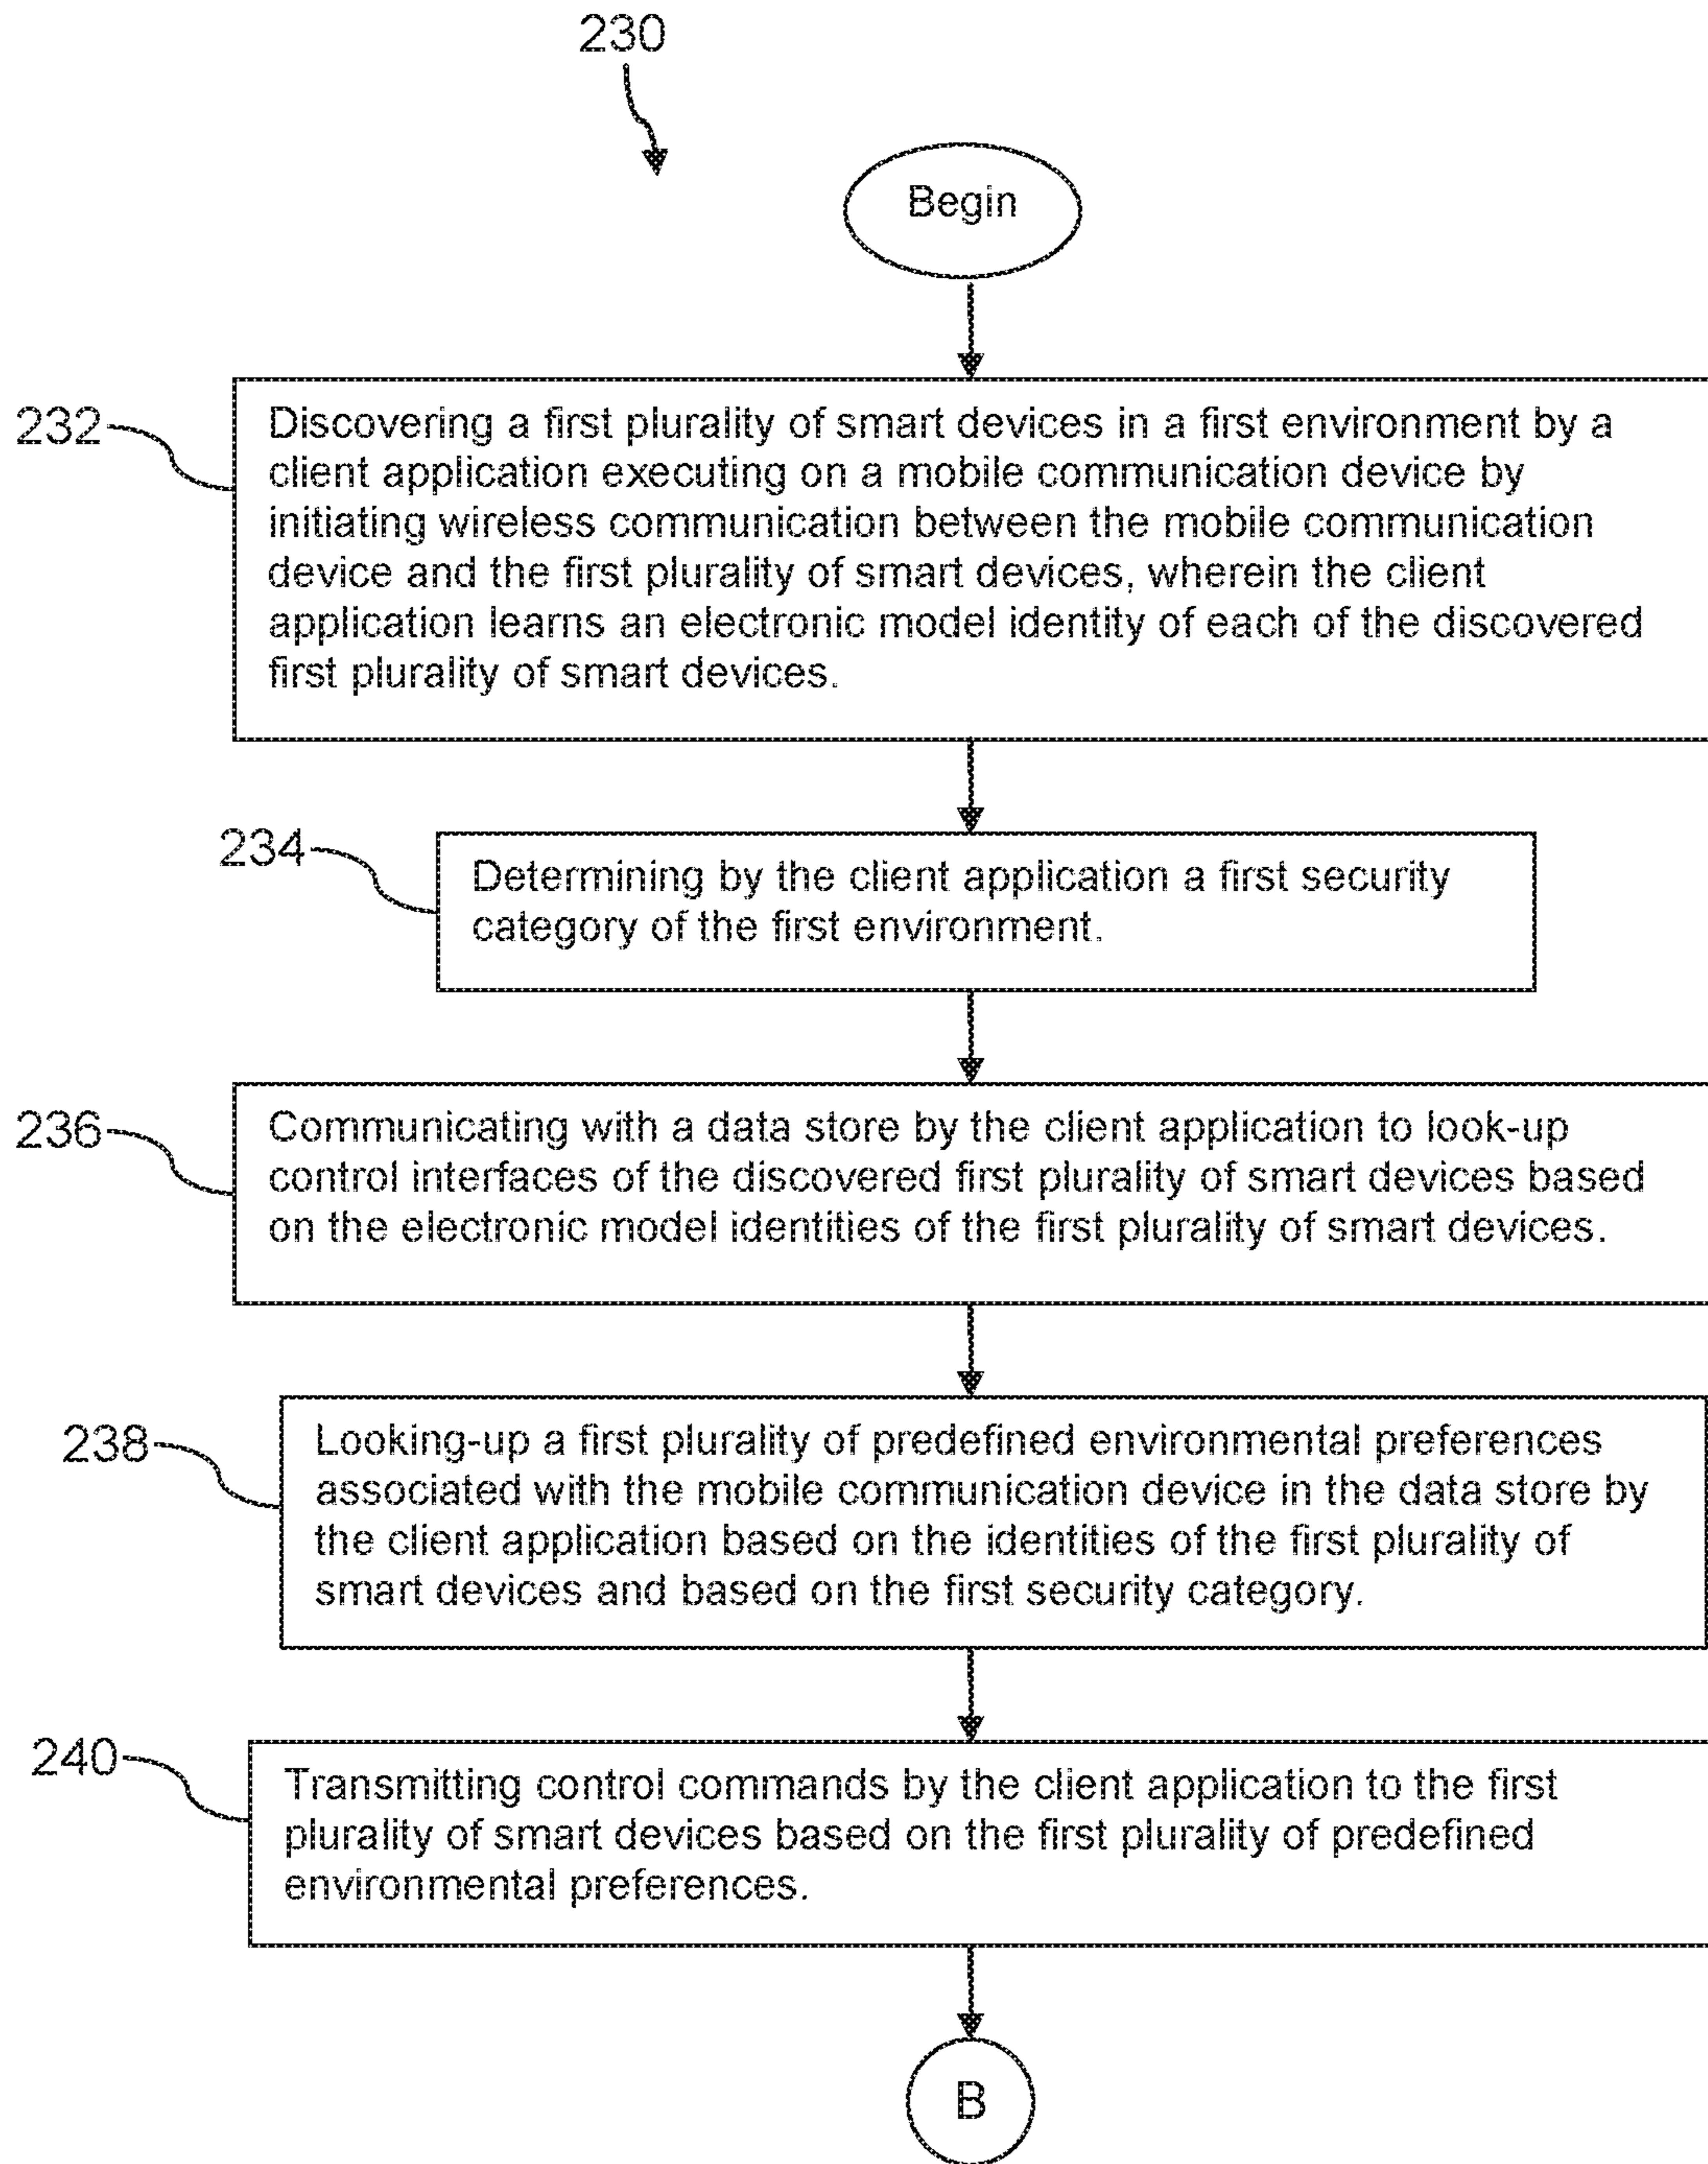 230
Begin
232
Discovering a first plurality of smart devices in a first environment by a
client application executing on a mobile communication device by
initiating wireless communication between the mobile communication
device and the first plurality of smart devices, wherein the client
application learns an electronic model identity of each of the discovered
first plurality of smart devices.
234
Determining by the client application a first security
category of the first environment.
236
Communicating with a data store by the client application to look-up
control interfaces of the discovered first plurality of smart devices based
on the electronic model identities of the first plurality of smart devices.
238
Looking-up a first plurality of predefined environmental preferences
associated with the mobile communication device in the data store by
the client application based on the identities of the first plurality of
smart devices and based on the first security category.
240
Transmitting control commands by the client application to the first
plurality of smart devices based on the first plurality of predefined
environmental preferences.
B